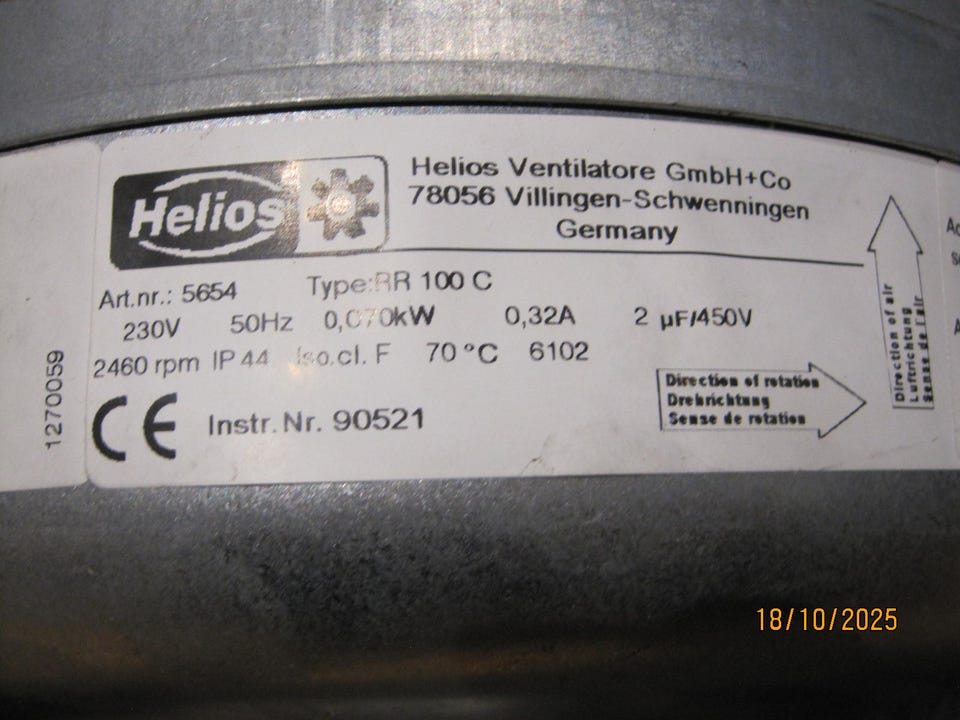 Helios
Helios Ventilatore GmbH+Co
78056 Villingen-Schwenningen
Germany
Art.nr.: 5654 Type:RR 100 C
230V 50Hz 0,070kW 0,32A 2 µF/450V
2460 rpm IP 44 Iso.cl. F 70 °C 6102
CE Instr.Nr. 90521
Direction of rotation
Drehrichtung
Sense de rotation
Direction of air
Luftrichtung
Sense de l'air
1270059
18/10/2025